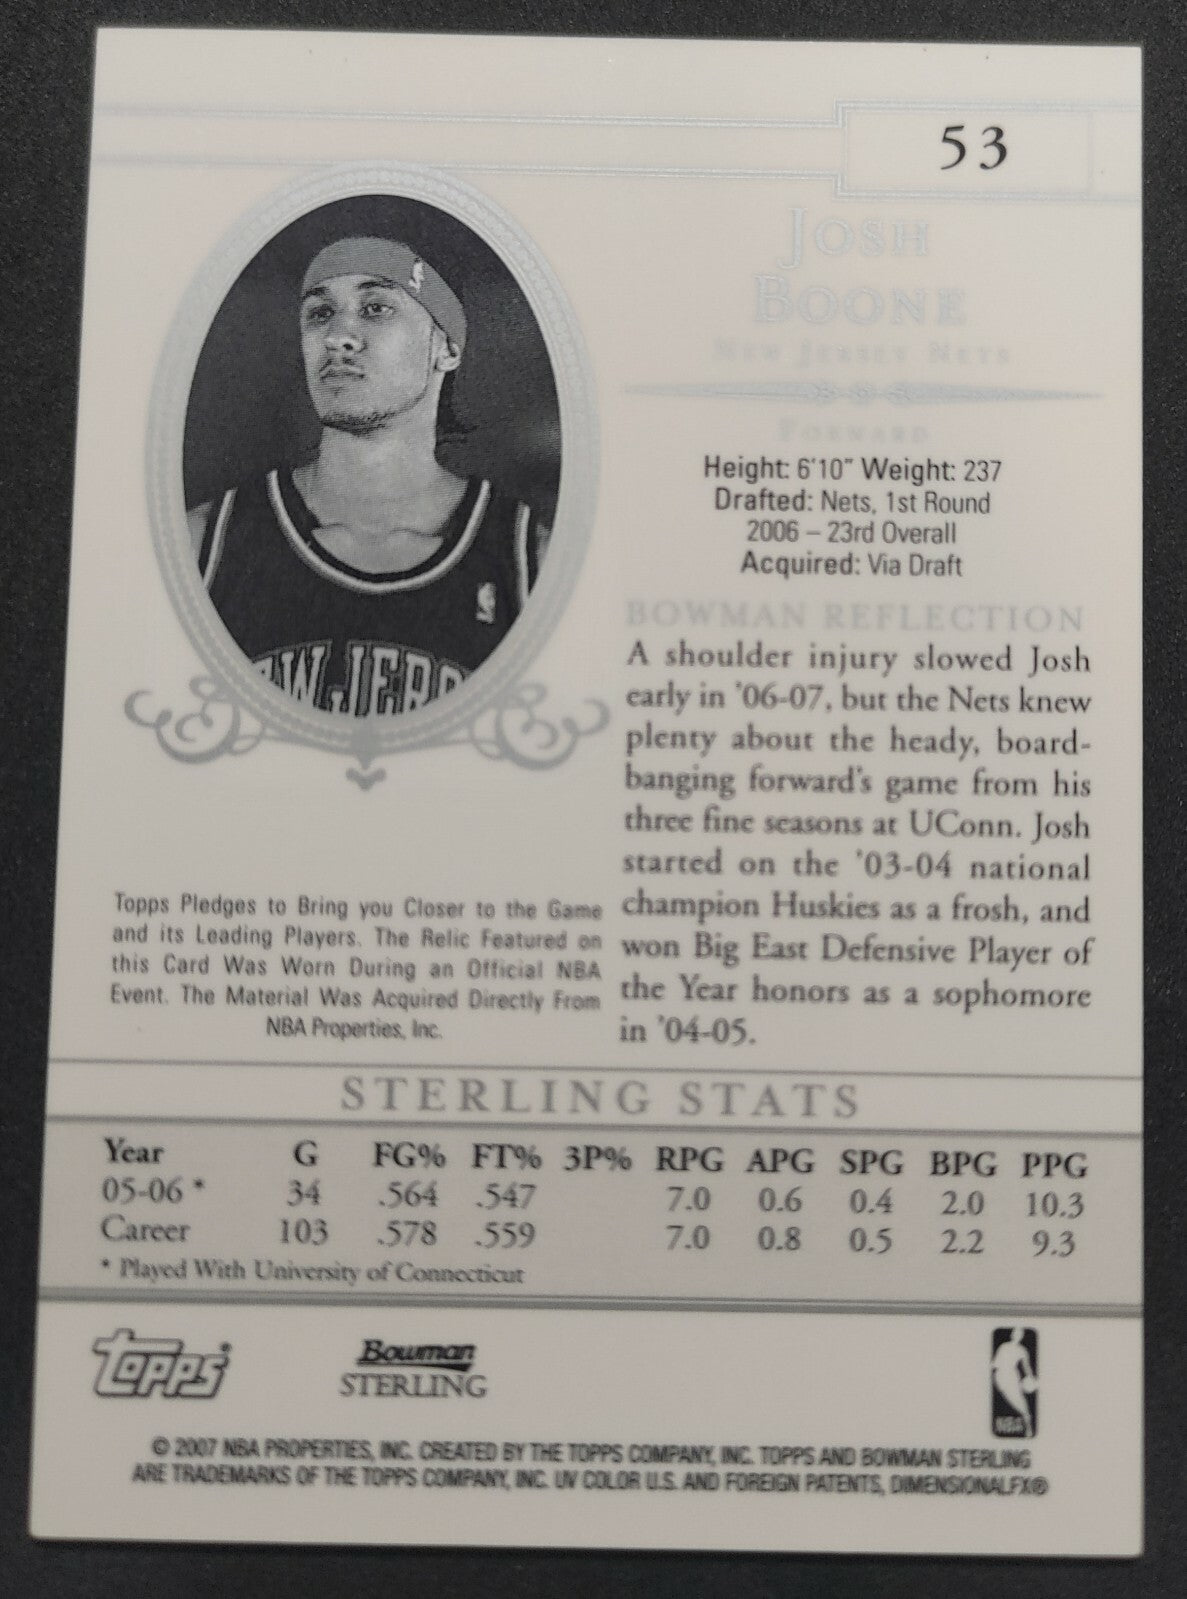 53
JOSH
BOONE
NEW JERSEY NETS
FORWARD
Height: 6'10" Weight: 237
Drafted: Nets, 1st Round
2006 – 23rd Overall
Acquired: Via Draft
BOWMAN REFLECTION
A shoulder injury slowed Josh
early in '06-07, but the Nets knew
plenty about the heady, board-
banging forward's game from his
three fine seasons at UConn. Josh
started on the '03-04 national
champion Huskies as a frosh, and
won Big East Defensive Player of
the Year honors as a sophomore
in '04-05.
EW JERS
Topps Pledges to Bring you Closer to the Game
and its Leading Players. The Relic Featured on
this Card Was Worn During an Official NBA
Event. The Material Was Acquired Directly From
NBA Properties, Inc.
STERLING STATS
Year G FG% FT% 3P% RPG APG SPG BPG PPG
05-06 * 34 .564 .547 7.0 0.6 0.4 2.0 10.3
Career 103 .578 .559 7.0 0.8 0.5 2.2 9.3
* Played With University of Connecticut
Topps
Bowman
STERLING
NBA
© 2007 NBA PROPERTIES, INC. CREATED BY THE TOPPS COMPANY, INC. TOPPS AND BOWMAN STERLING
ARE TRADEMARKS OF THE TOPPS COMPANY, INC. UV COLOR U.S. AND FOREIGN PATENTS, DIMENSIONALFX®